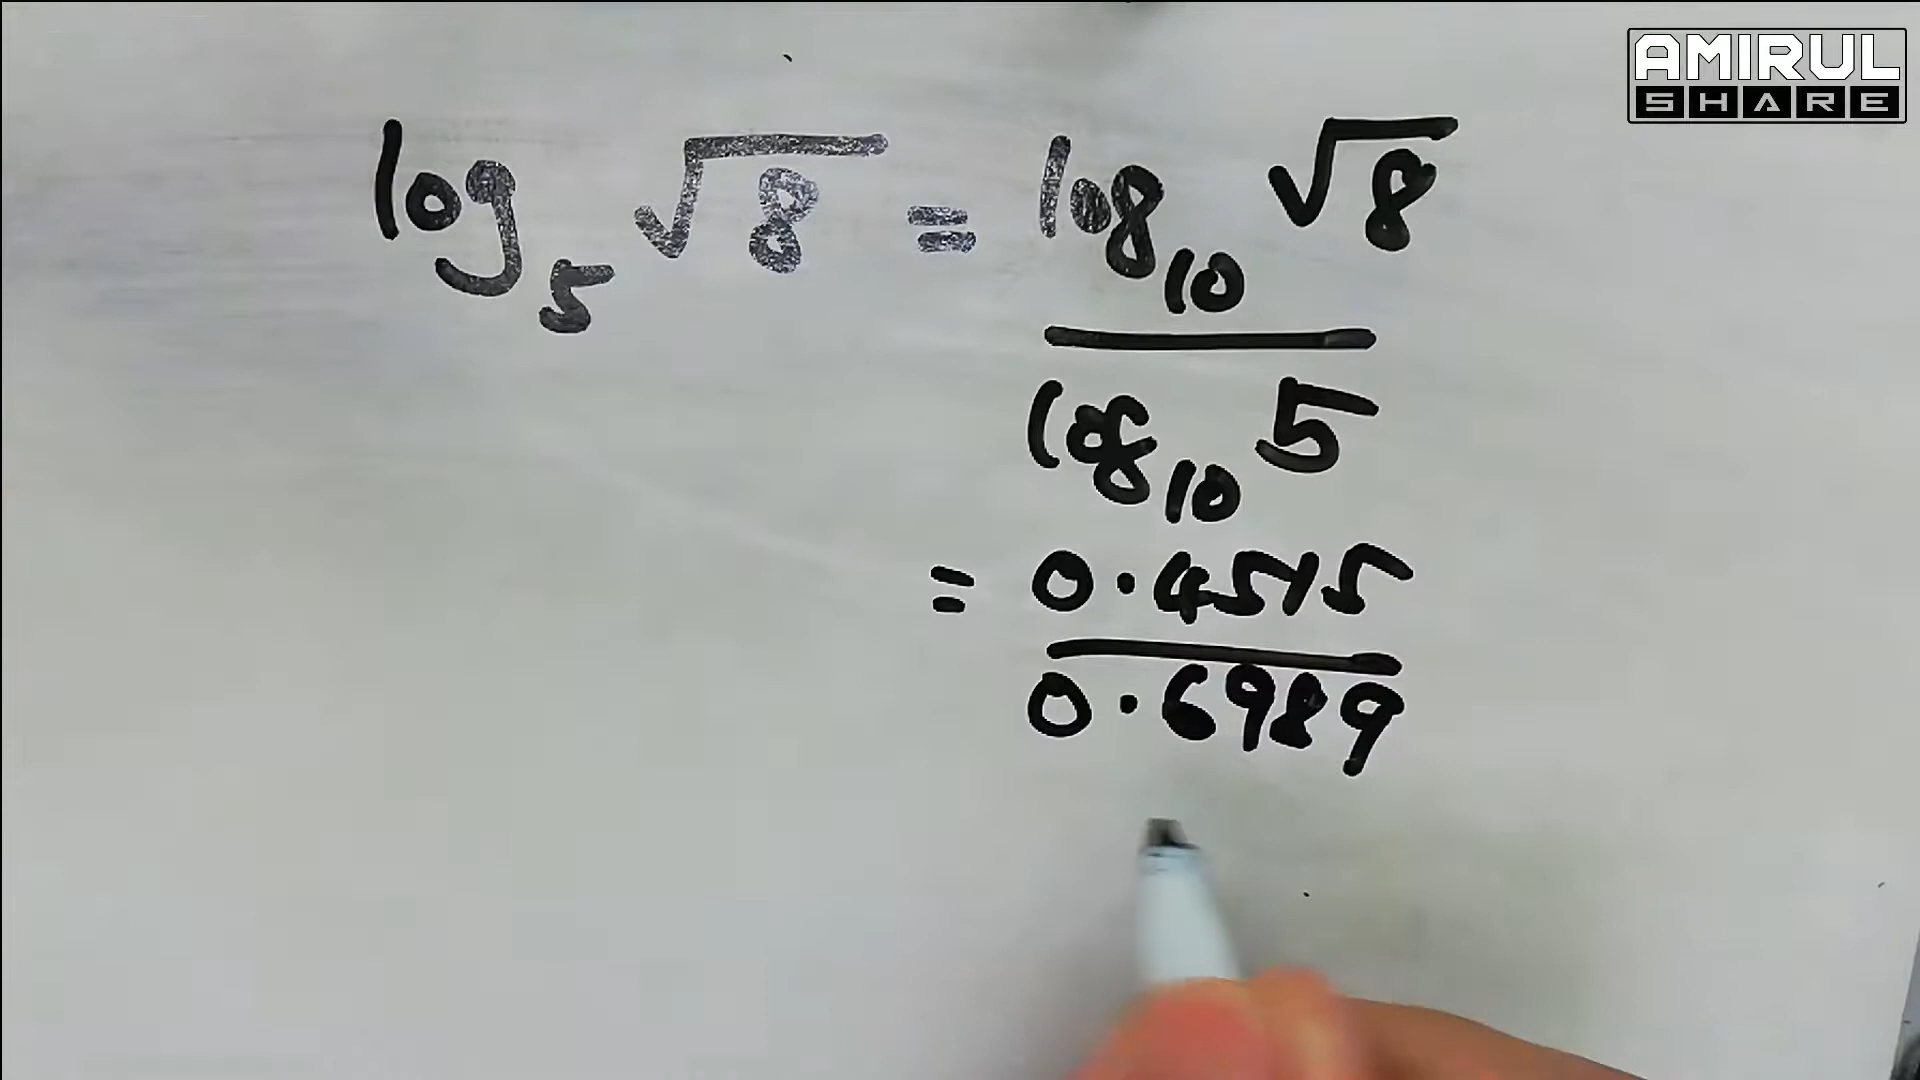 AMIRUL
SHARE
log₅ √8 = log₁₀ √8
log₁₀ 5
= 0.4515
0.6989